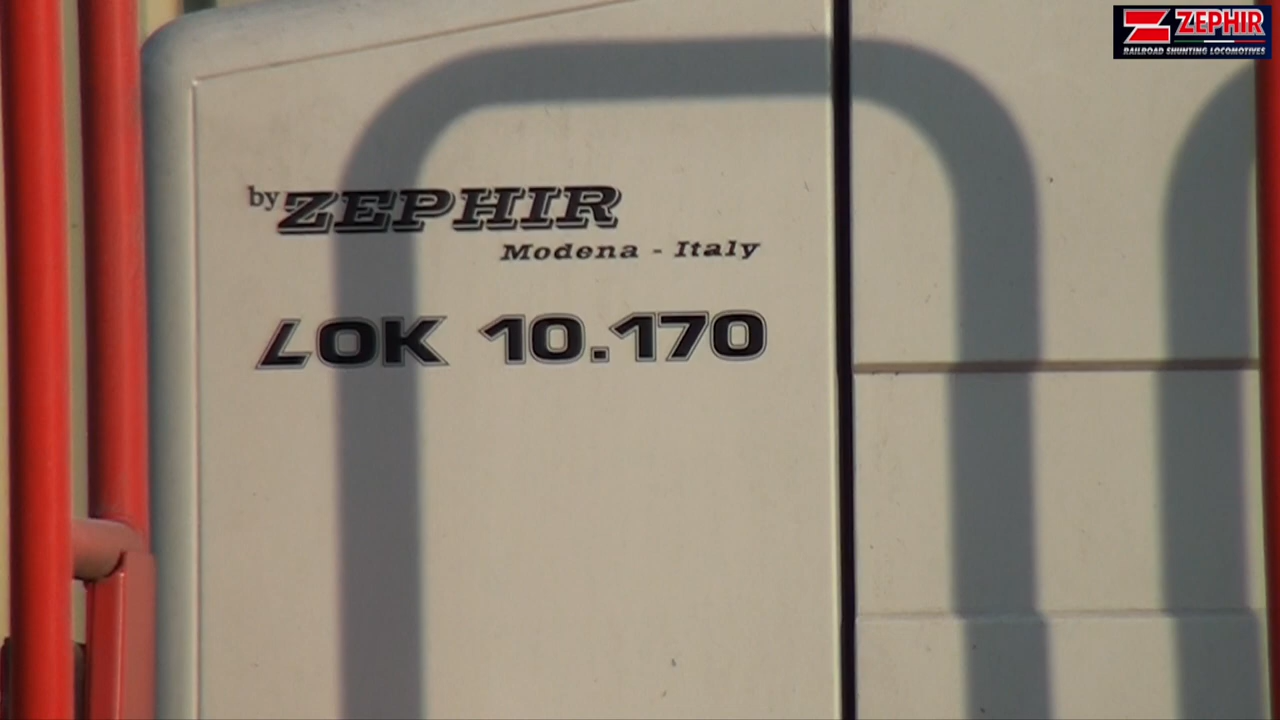 ZEPHIR
RAILROAD SHUNTING LOCOMOTIVES
by ZEPHIR
Modena - Italy
LOK 10.170